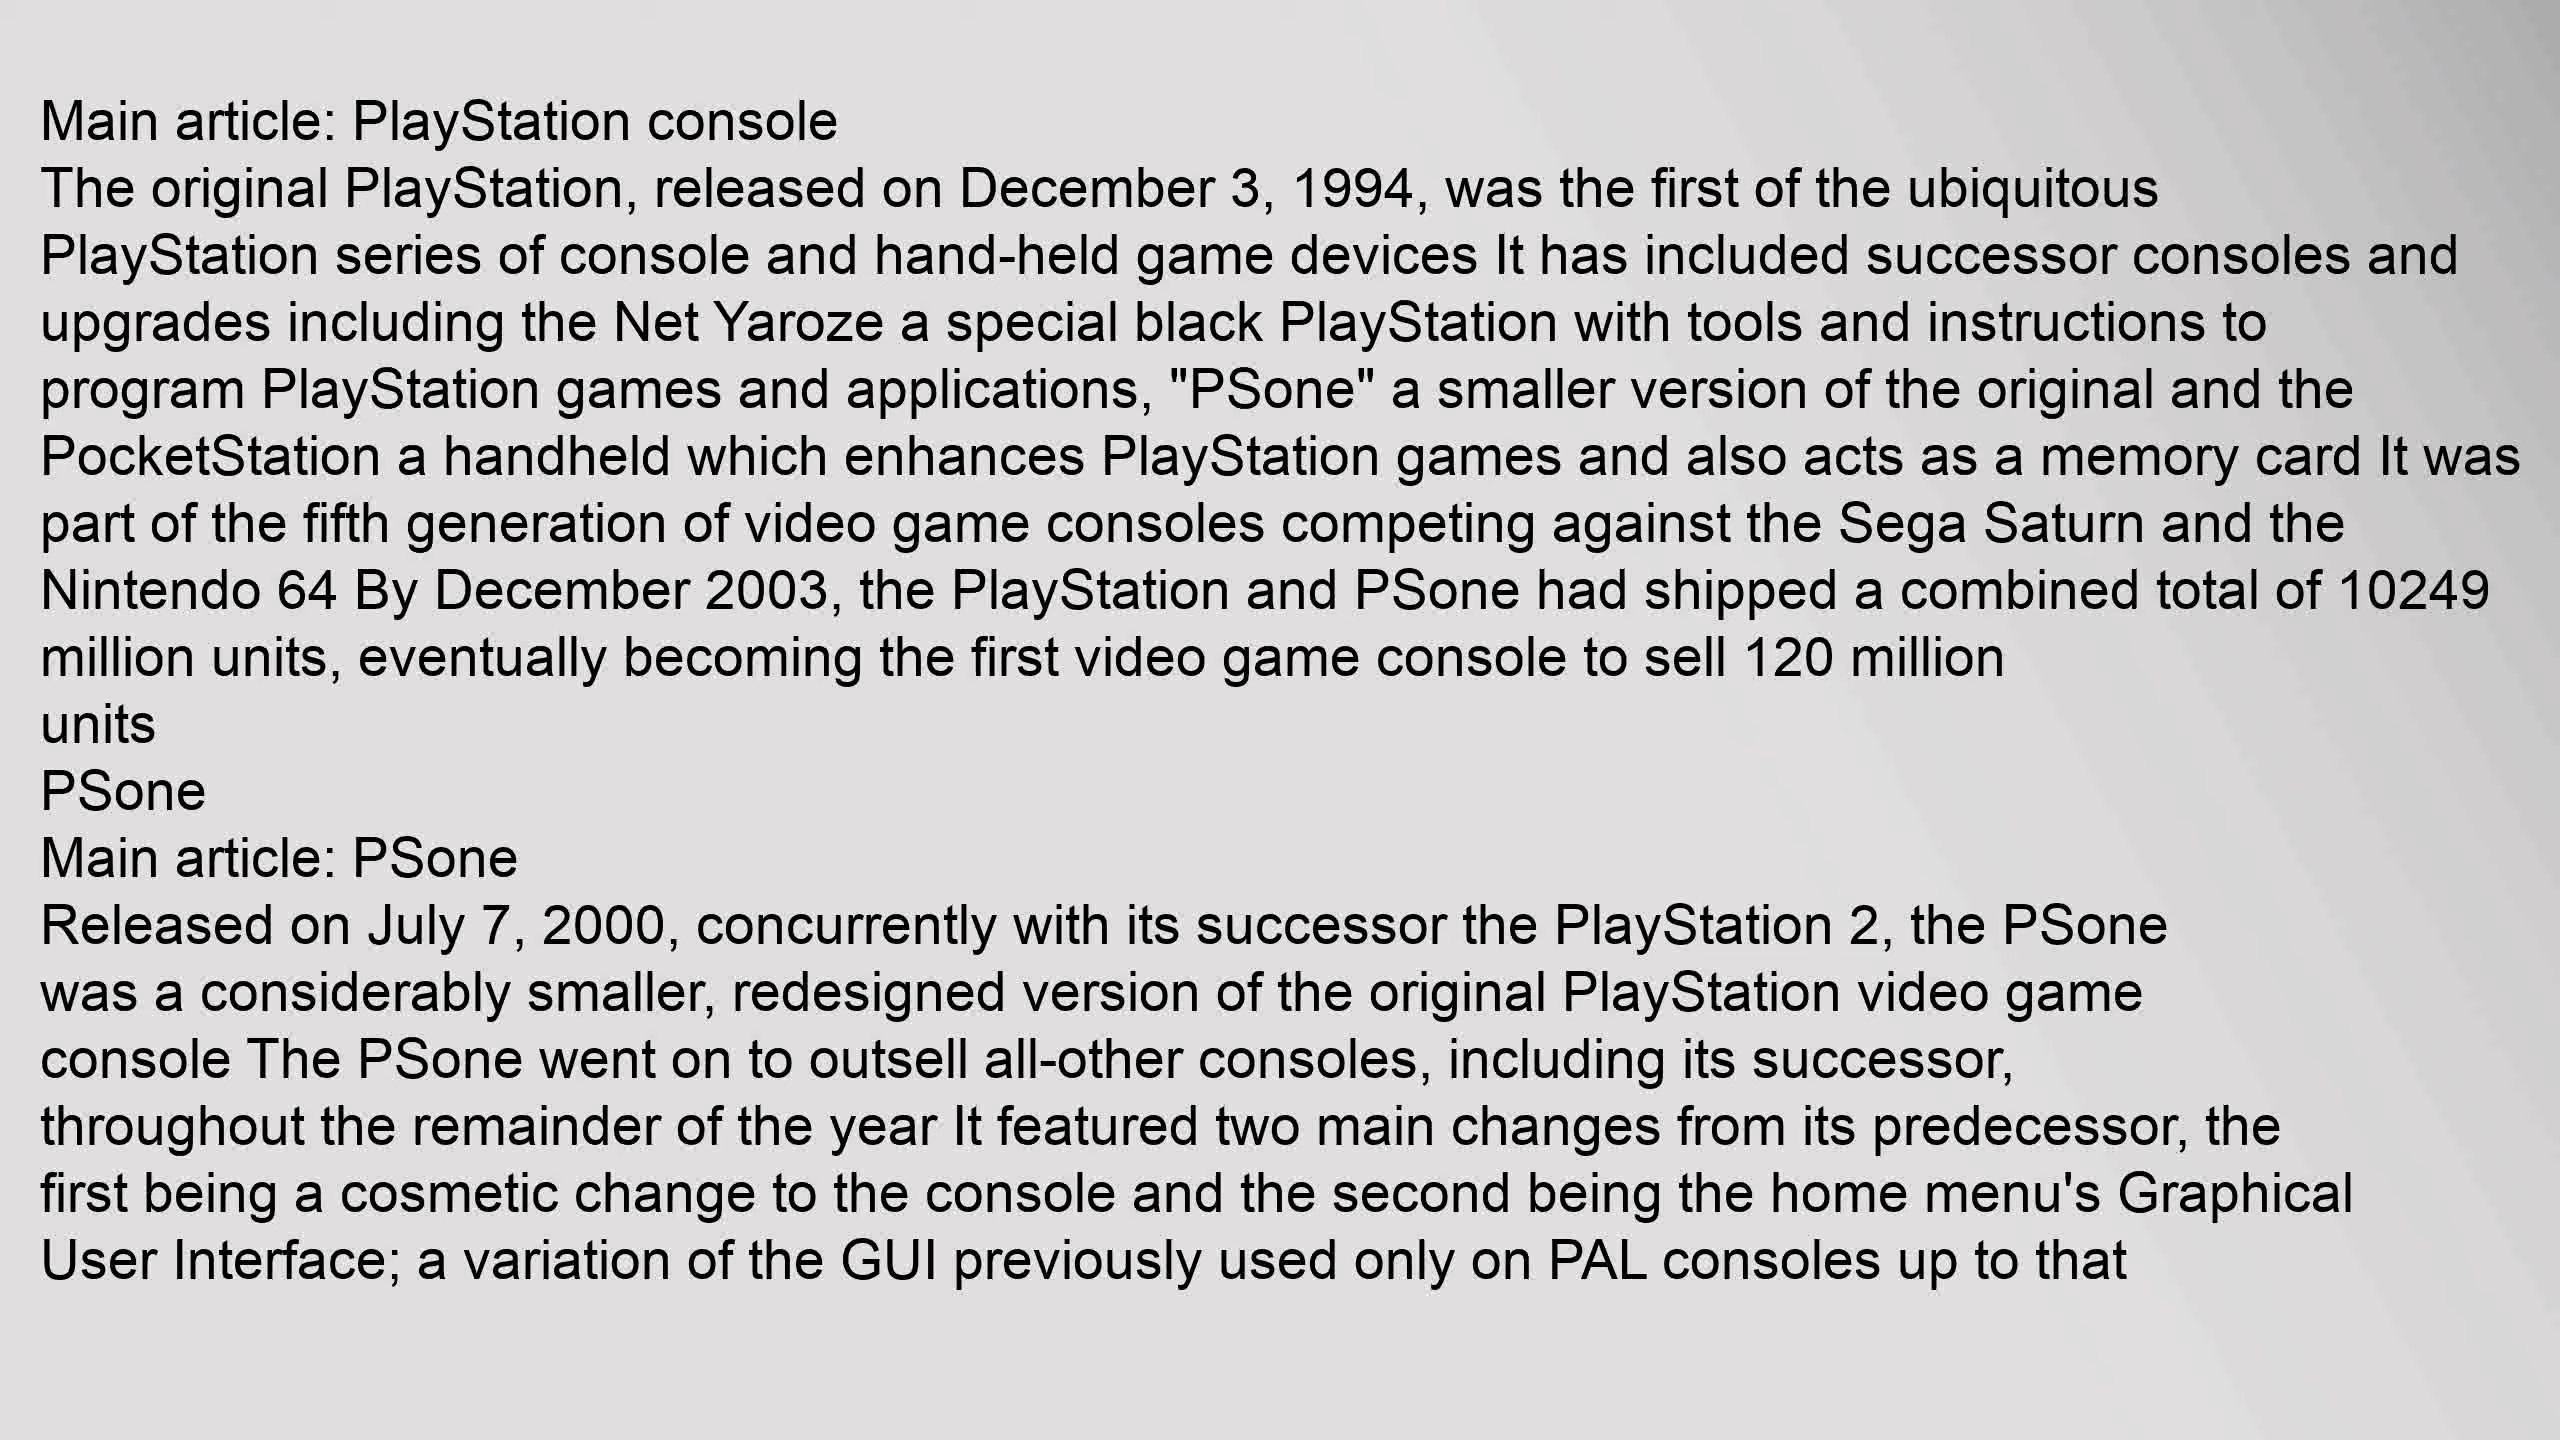 Main article: PlayStation console
The original PlayStation, released on December 3, 1994, was the first of the ubiquitous
PlayStation series of console and hand-held game devices It has included successor consoles and
upgrades including the Net Yaroze a special black PlayStation with tools and instructions to
program PlayStation games and applications, "PSone" a smaller version of the original and the
PocketStation a handheld which enhances PlayStation games and also acts as a memory card It was
part of the fifth generation of video game consoles competing against the Sega Saturn and the
Nintendo 64 By December 2003, the PlayStation and PSone had shipped a combined total of 10249
million units, eventually becoming the first video game console to sell 120 million
units
PSone
Main article: PSone
Released on July 7, 2000, concurrently with its successor the PlayStation 2, the PSone
was a considerably smaller, redesigned version of the original PlayStation video game
console The PSone went on to outsell all-other consoles, including its successor,
throughout the remainder of the year It featured two main changes from its predecessor, the
first being a cosmetic change to the console and the second being the home menu's Graphical
User Interface; a variation of the GUI previously used only on PAL consoles up to that